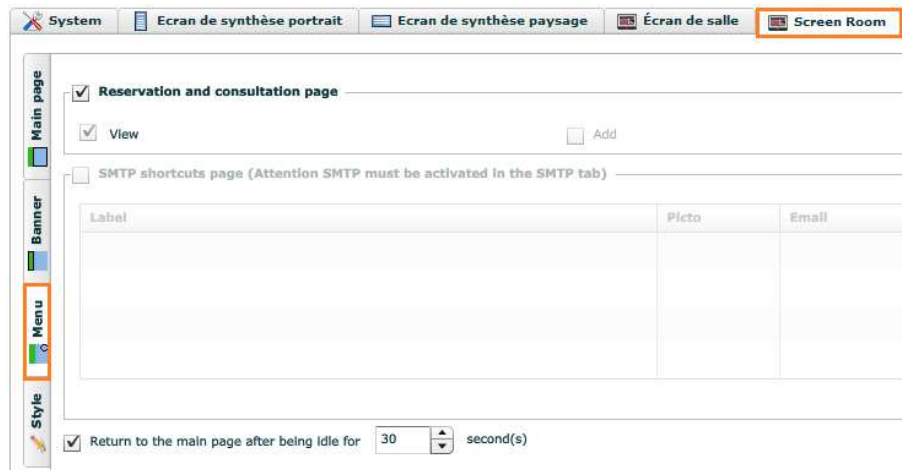 System
Ecran de synthèse portrait
Ecran de synthèse paysage
Écran de salle
Screen Room
Main page
Banner
Menu
Style
Reservation and consultation page
View
Add
SMTP shortcuts page (Attention SMTP must be activated in the SMTP tab)
Label
Picto
Email
Return to the main page after being idle for 30 second(s)